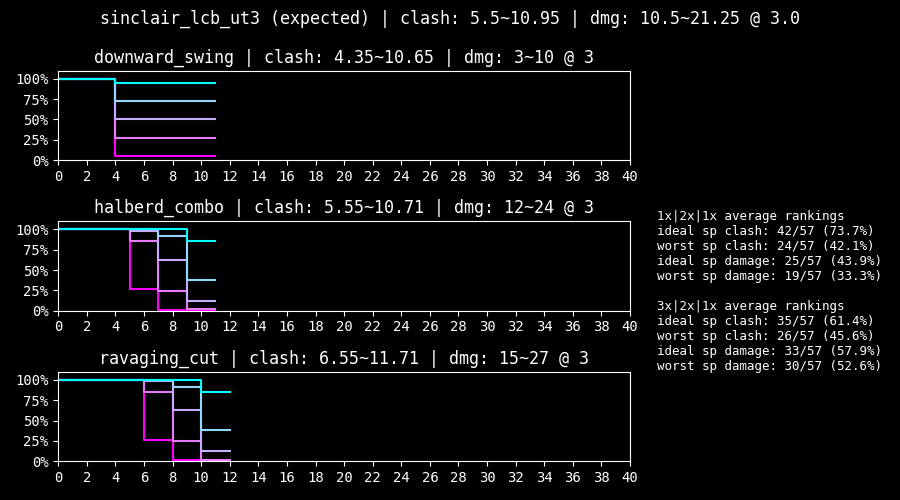 sinclair_lcb_ut3 (expected) | clash: 5.5~10.95 | dmg: 10.5~21.25 @ 3.0
downward_swing | clash: 4.35~10.65 | dmg: 3~10 @ 3
100%
75%
50%
25%
0%
0 2 4 6 8 10 12 14 16 18 20 22 24 26 28 30 32 34 36 38 40
halberd_combo | clash: 5.55~10.71 | dmg: 12~24 @ 3
100%
75%
50%
25%
0%
0 2 4 6 8 10 12 14 16 18 20 22 24 26 28 30 32 34 36 38 40
ravaging_cut | clash: 6.55~11.71 | dmg: 15~27 @ 3
100%
75%
50%
25%
0%
0 2 4 6 8 10 12 14 16 18 20 22 24 26 28 30 32 34 36 38 40
1x|2x|1x average rankings
ideal sp clash: 42/57 (73.7%)
worst sp clash: 24/57 (42.1%)
ideal sp damage: 25/57 (43.9%)
worst sp damage: 19/57 (33.3%)
3x|2x|1x average rankings
ideal sp clash: 35/57 (61.4%)
worst sp clash: 26/57 (45.6%)
ideal sp damage: 33/57 (57.9%)
worst sp damage: 30/57 (52.6%)